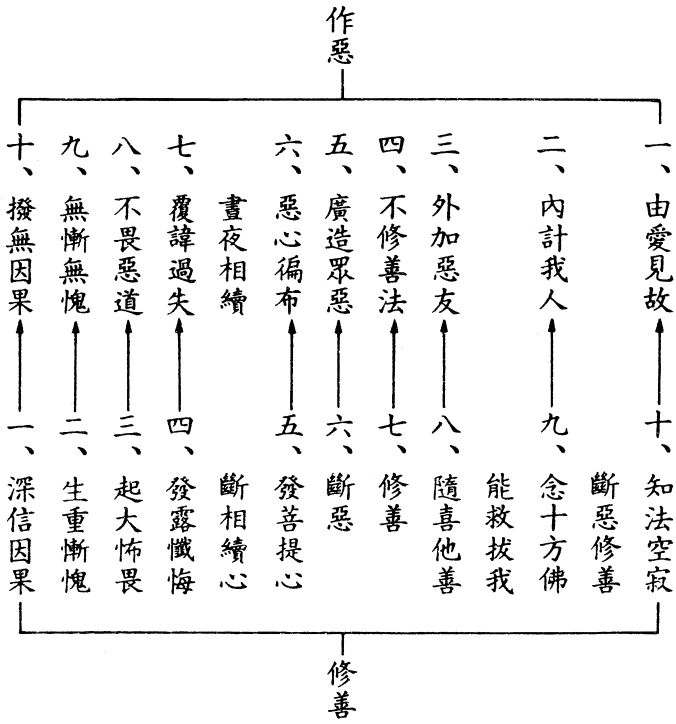 作惡
一、由愛見故
二、內計我人
三、外加惡友
四、不修善法
五、廣造眾惡
六、惡心徧布
晝夜相續
七、覆諱過失
八、不畏惡道
九、無慚無愧
十、撥無因果
十、知法空寂
斷惡修善
九、念十方佛
能救拔我
八、隨喜他善
七、修善
六、斷惡
五、發菩提心
斷相續心
四、發露懺悔
三、起大怖畏
二、生重慚愧
一、深信因果
修善